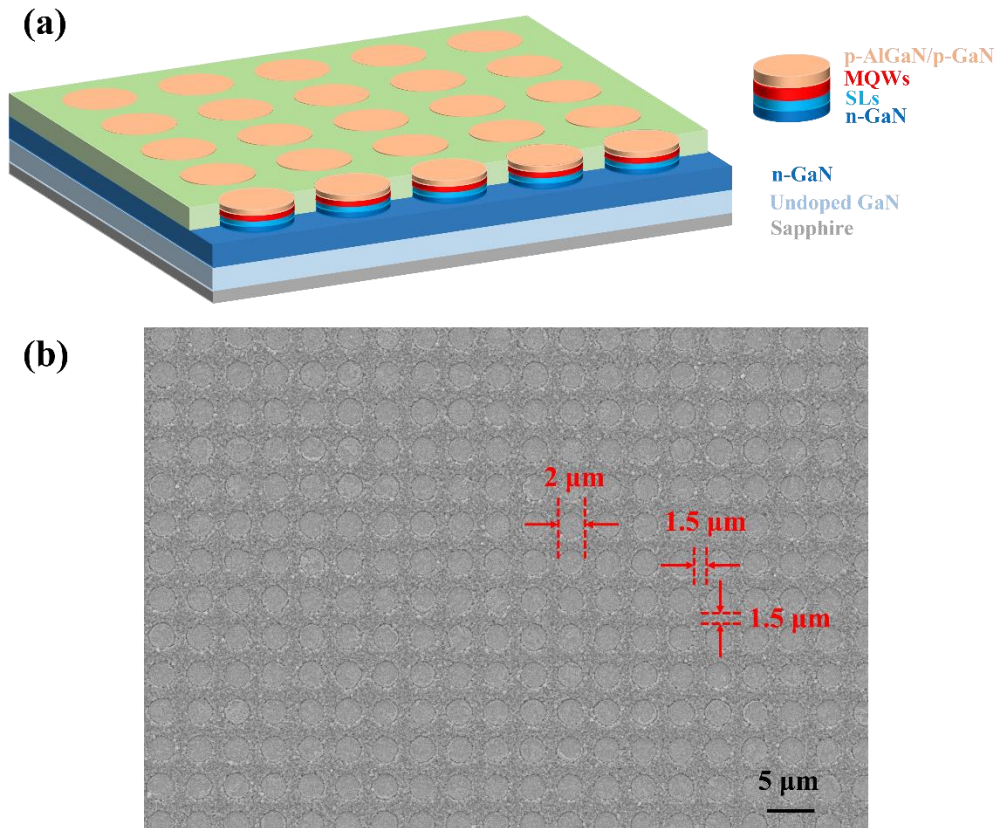 (a)
p-AlGaN/p-GaN
MQWs
SLs
n-GaN
n-GaN
Undoped GaN
Sapphire
(b)
2 μm
1.5 μm
1.5 μm
5 μm